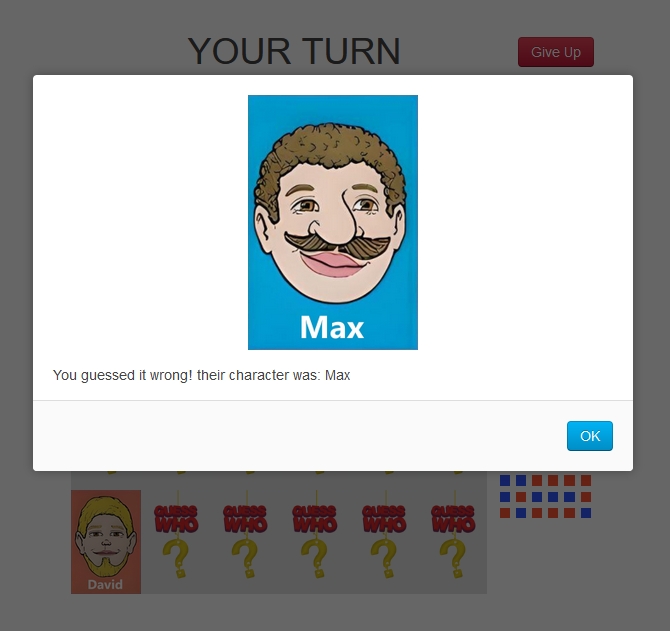 YOUR TURN
Give Up
Max
You guessed it wrong! their character was: Max
OK
GUESS WHO ? GUESS WHO ? GUESS WHO ? GUESS WHO ? GUESS WHO ?
David